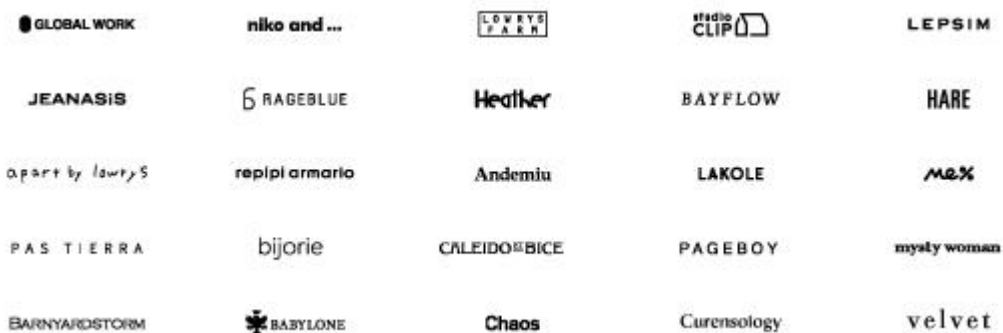 GLOBAL WORK
niko and ...
LOWRYS FARM
studio CLIP
LEPSIM
JEANASiS
RAGEBLUE
Heather
BAYFLOW
HARE
apart by lowrys
repipi armario
Andemiu
LAKOLE
PAS TIERRA
bijorie
CALEIDO ET BICE
PAGEBOY
mysty woman
BARNYARDSTORM
BABYLONE
Chaos
Curensology
velvet